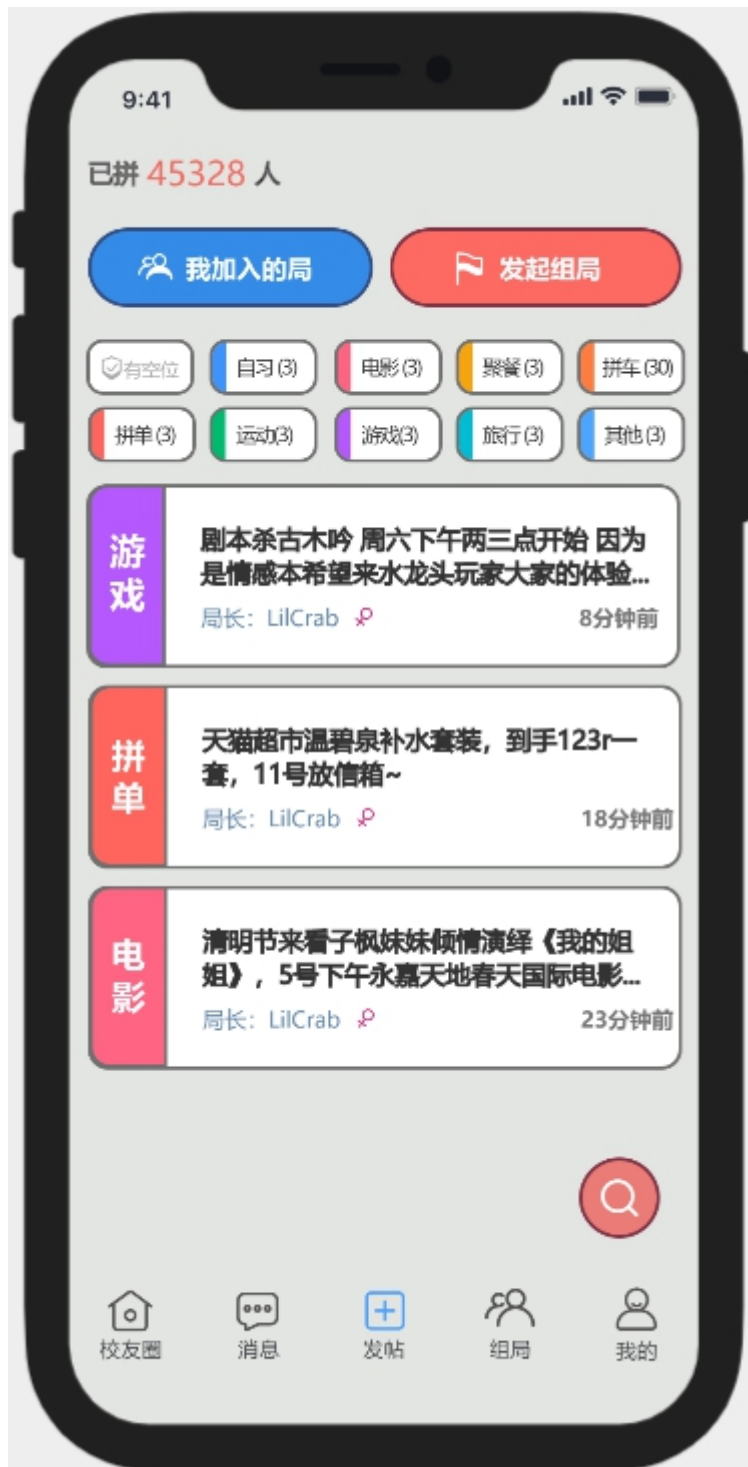 9:41
已拼 45328 人
我加入的局
发起组局
有空位
自习(3)
电影(3)
聚餐(3)
拼车(30)
拼单(3)
运动(3)
游戏(3)
旅行(3)
其他(3)
游戏
剧本杀古木吟 周六下午两三点开始 因为
是情感本希望来水龙头玩家大家的体验...
局长：LilCrab
8分钟前
拼单
天猫超市温碧泉补水套装，到手123r一
套，11号放信箱~
局长：LilCrab
18分钟前
电影
清明节来看子枫妹妹倾情演绎《我的姐
姐》，5号下午永嘉天地春天国际电影...
局长：LilCrab
23分钟前
校友圈
消息
发帖
组局
我的